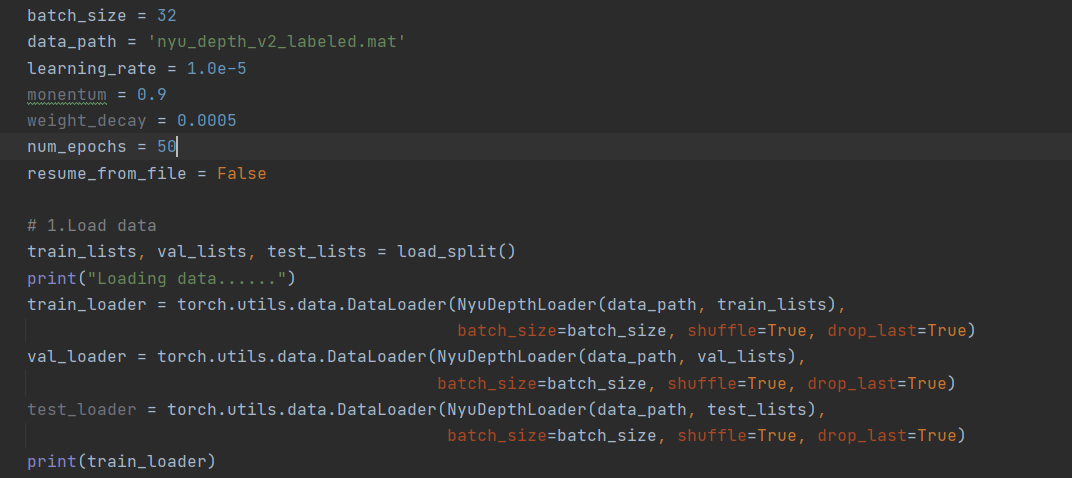 batch_size = 32
data_path = 'nyu_depth_v2_labeled.mat'
learning_rate = 1.0e-5
monentum = 0.9
weight_decay = 0.0005
num_epochs = 50
resume_from_file = False
# 1.Load data
train_lists, val_lists, test_lists = load_split()
print("Loading data......")
train_loader = torch.utils.data.DataLoader(NyuDepthLoader(data_path, train_lists),
batch_size=batch_size, shuffle=True, drop_last=True)
val_loader = torch.utils.data.DataLoader(NyuDepthLoader(data_path, val_lists),
batch_size=batch_size, shuffle=True, drop_last=True)
test_loader = torch.utils.data.DataLoader(NyuDepthLoader(data_path, test_lists),
batch_size=batch_size, shuffle=True, drop_last=True)
print(train_loader)